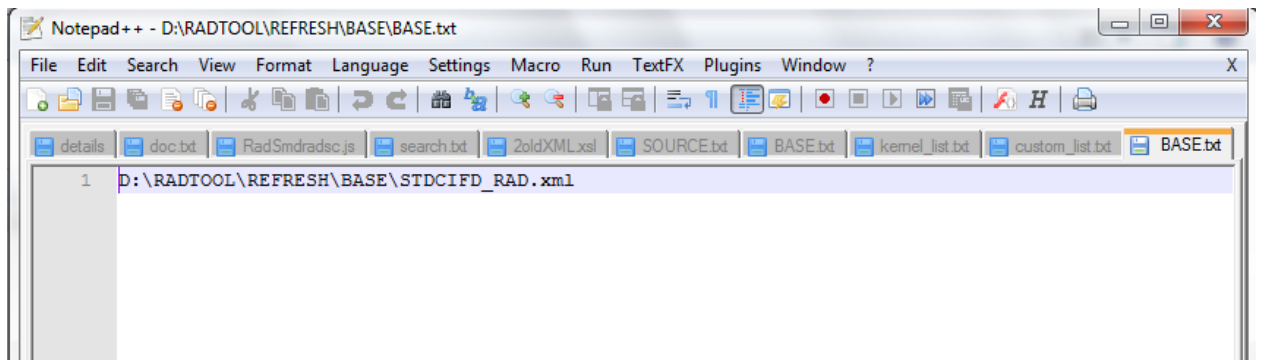 Notepad++ - D:\RADTOOL\REFRESH\BASE\BASE.txt
File Edit Search View Format Language Settings Macro Run TextFX Plugins Window ? X
details doc.txt RadSmdradsc.js search.txt 2oldXML.xsl SOURCE.txt BASE.txt kernel_list.txt custom_list.txt BASE.txt
1 D:\RADTOOL\REFRESH\BASE\STDCIFD_RAD.xml